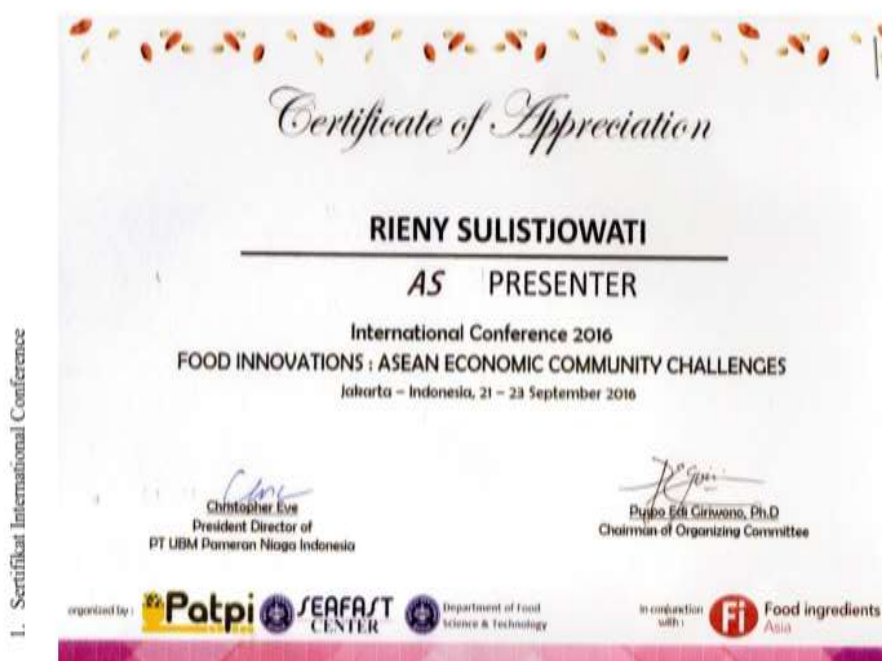 1. Sertifikat International Conference
Certificate of Appreciation
RIENY SULISTJOWATI
AS PRESENTER
International Conference 2016
FOOD INNOVATIONS : ASEAN ECONOMIC COMMUNITY CHALLENGES
Jakarta – Indonesia, 21 – 23 September 2016
Christopher Eve
President Director of
PT UBM Pameran Niaga Indonesia
Puspo Edi Giriwono, Ph.D
Chairman of Organizing Committee
organized by :
Patpi
SEAFAST
CENTER
Department of Food
Science & Technology
in conjunction
with :
Fi
Food ingredients
Asia